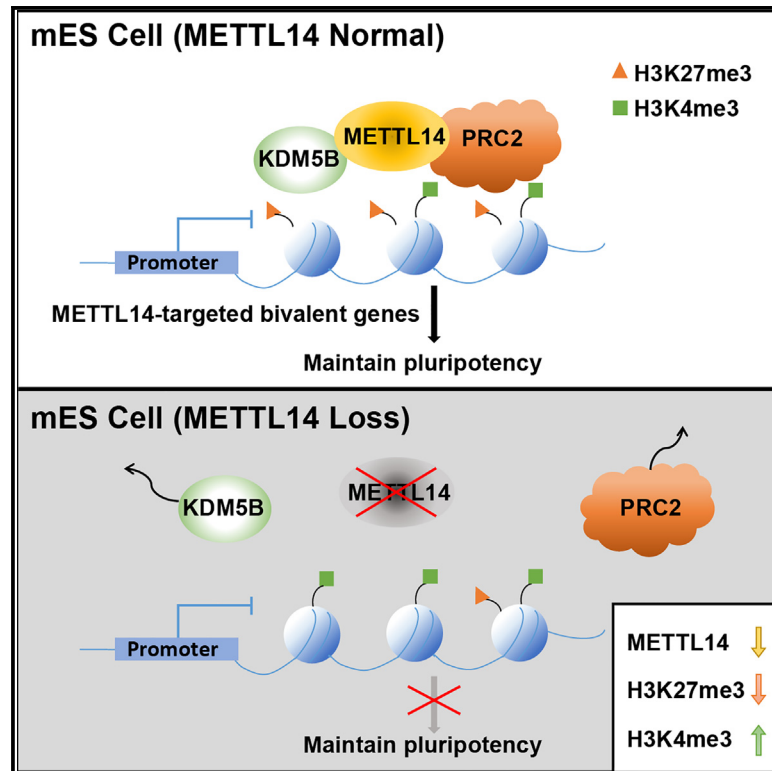 mES Cell (METTL14 Normal)
H3K27me3
H3K4me3
KDM5B
METTL14
PRC2
Promoter
METTL14-targeted bivalent genes
Maintain pluripotency
mES Cell (METTL14 Loss)
KDM5B
METTL14
PRC2
Promoter
Maintain pluripotency
METTL14
H3K27me3
H3K4me3